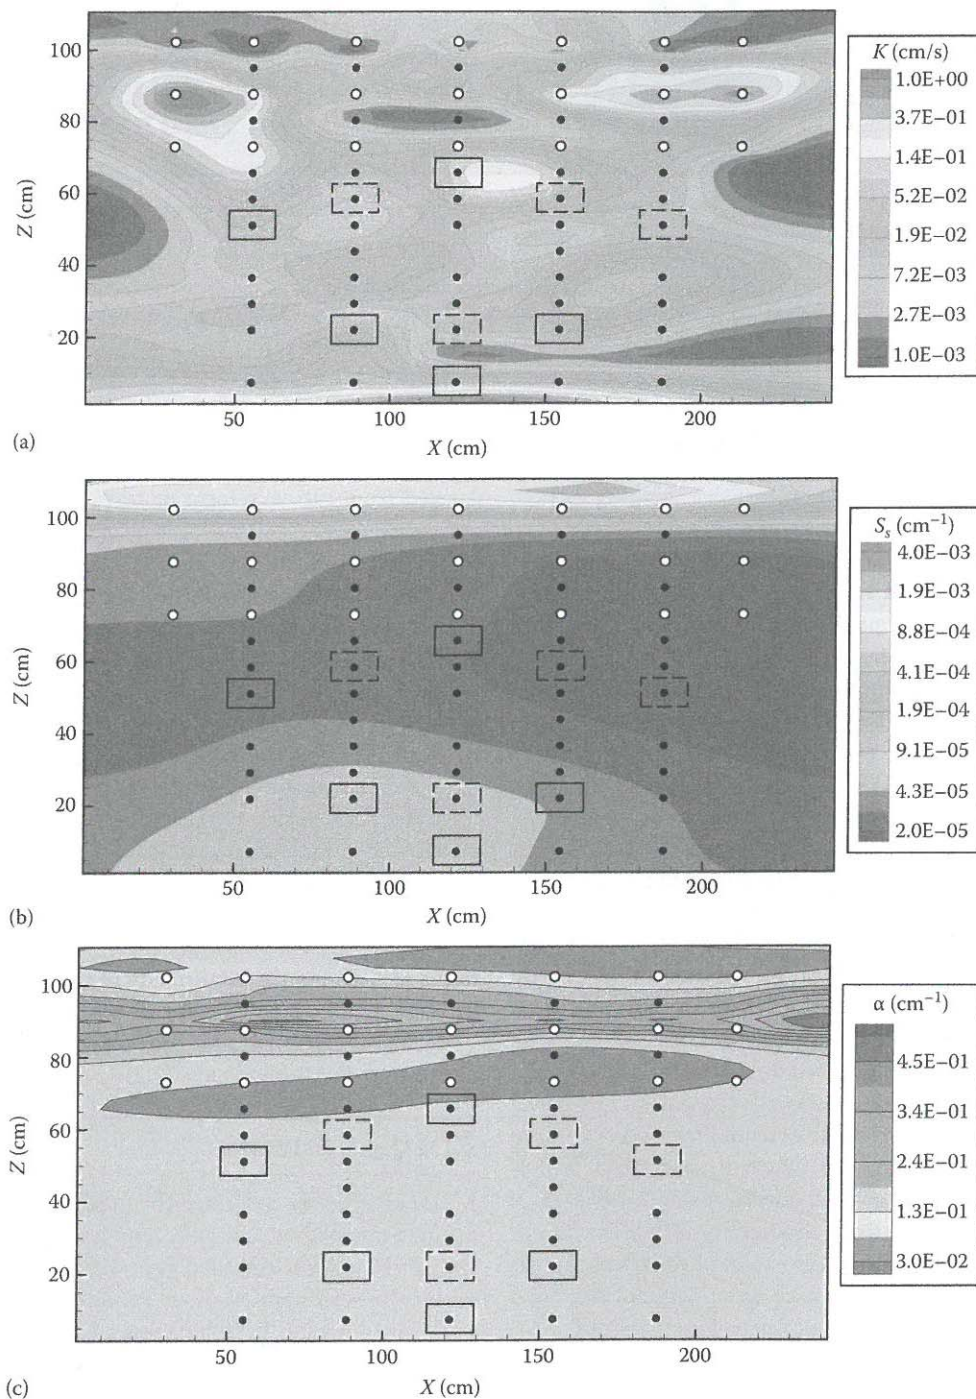 100
80
60
40
20
Z (cm)
50
100
150
200
X (cm)
(a)
K (cm/s)
1.0E+00
3.7E−01
1.4E−01
5.2E−02
1.9E−02
7.2E−03
2.7E−03
1.0E−03
100
80
60
40
20
Z (cm)
50
100
150
200
X (cm)
(b)
Ss (cm−1)
4.0E−03
1.9E−03
8.8E−04
4.1E−04
1.9E−04
9.1E−05
4.3E−05
2.0E−05
100
80
60
40
20
Z (cm)
50
100
150
200
X (cm)
(c)
α (cm−1)
4.5E−01
3.4E−01
2.4E−01
1.3E−01
3.0E−02